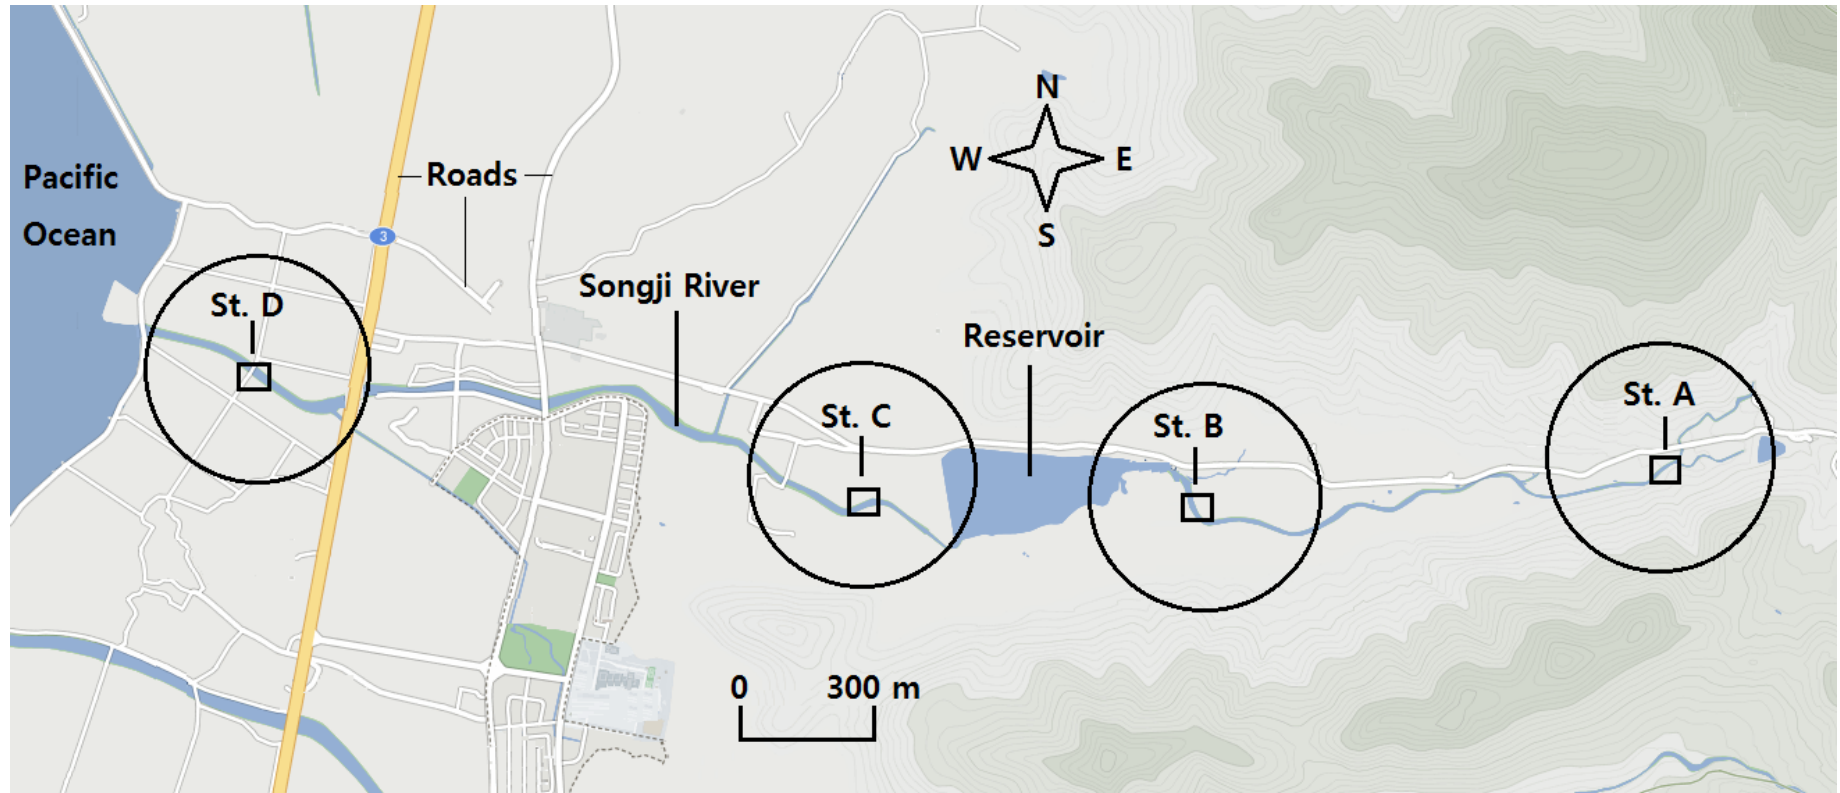 N
W E
S
Pacific
Ocean
Roads
3
St. D
Songji River
Reservoir
St. C
St. B
St. A
0 300 m